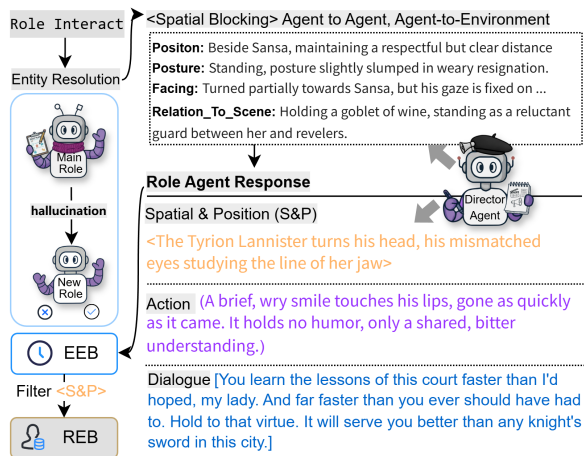 Role Interact
Entity Resolution
Main
Role
hallucination
New
Role
EEB
Filter <S&P>
REB
<Spatial Blocking> Agent to Agent, Agent-to-Environment
Positon: Beside Sansa, maintaining a respectful but clear distance
Posture: Standing, posture slightly slumped in weary resignation.
Facing: Turned partially towards Sansa, but his gaze is fixed on ...
Relation_To_Scene: Holding a goblet of wine, standing as a reluctant
guard between her and revelers.
Director
Agent
Role Agent Response
Spatial & Position (S&P)
<The Tyrion Lannister turns his head, his mismatched
eyes studying the line of her jaw>
Action (A brief, wry smile touches his lips, gone as quickly
as it came. It holds no humor, only a shared, bitter
understanding.)
Dialogue [You learn the lessons of this court faster than I'd
hoped, my lady. And far faster than you ever should have had
to. Hold to that virtue. It will serve you better than any knight's
sword in this city.]